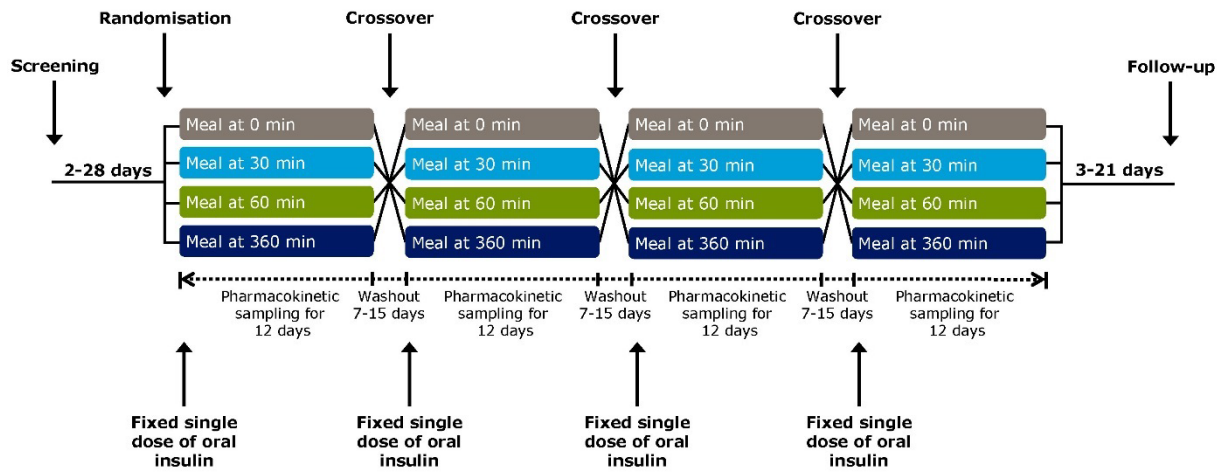 Randomisation
Crossover
Crossover
Crossover
Screening
Follow-up
2-28 days
Meal at 0 min
Meal at 30 min
Meal at 60 min
Meal at 360 min
Meal at 0 min
Meal at 30 min
Meal at 60 min
Meal at 360 min
Meal at 0 min
Meal at 30 min
Meal at 60 min
Meal at 360 min
Meal at 0 min
Meal at 30 min
Meal at 60 min
Meal at 360 min
3-21 days
Pharmacokinetic
sampling for
12 days
Washout
7-15 days
Pharmacokinetic
sampling for
12 days
Washout
7-15 days
Pharmacokinetic
sampling for
12 days
Washout
7-15 days
Pharmacokinetic
sampling for
12 days
Fixed single
dose of oral
insulin
Fixed single
dose of oral
insulin
Fixed single
dose of oral
insulin
Fixed single
dose of oral
insulin